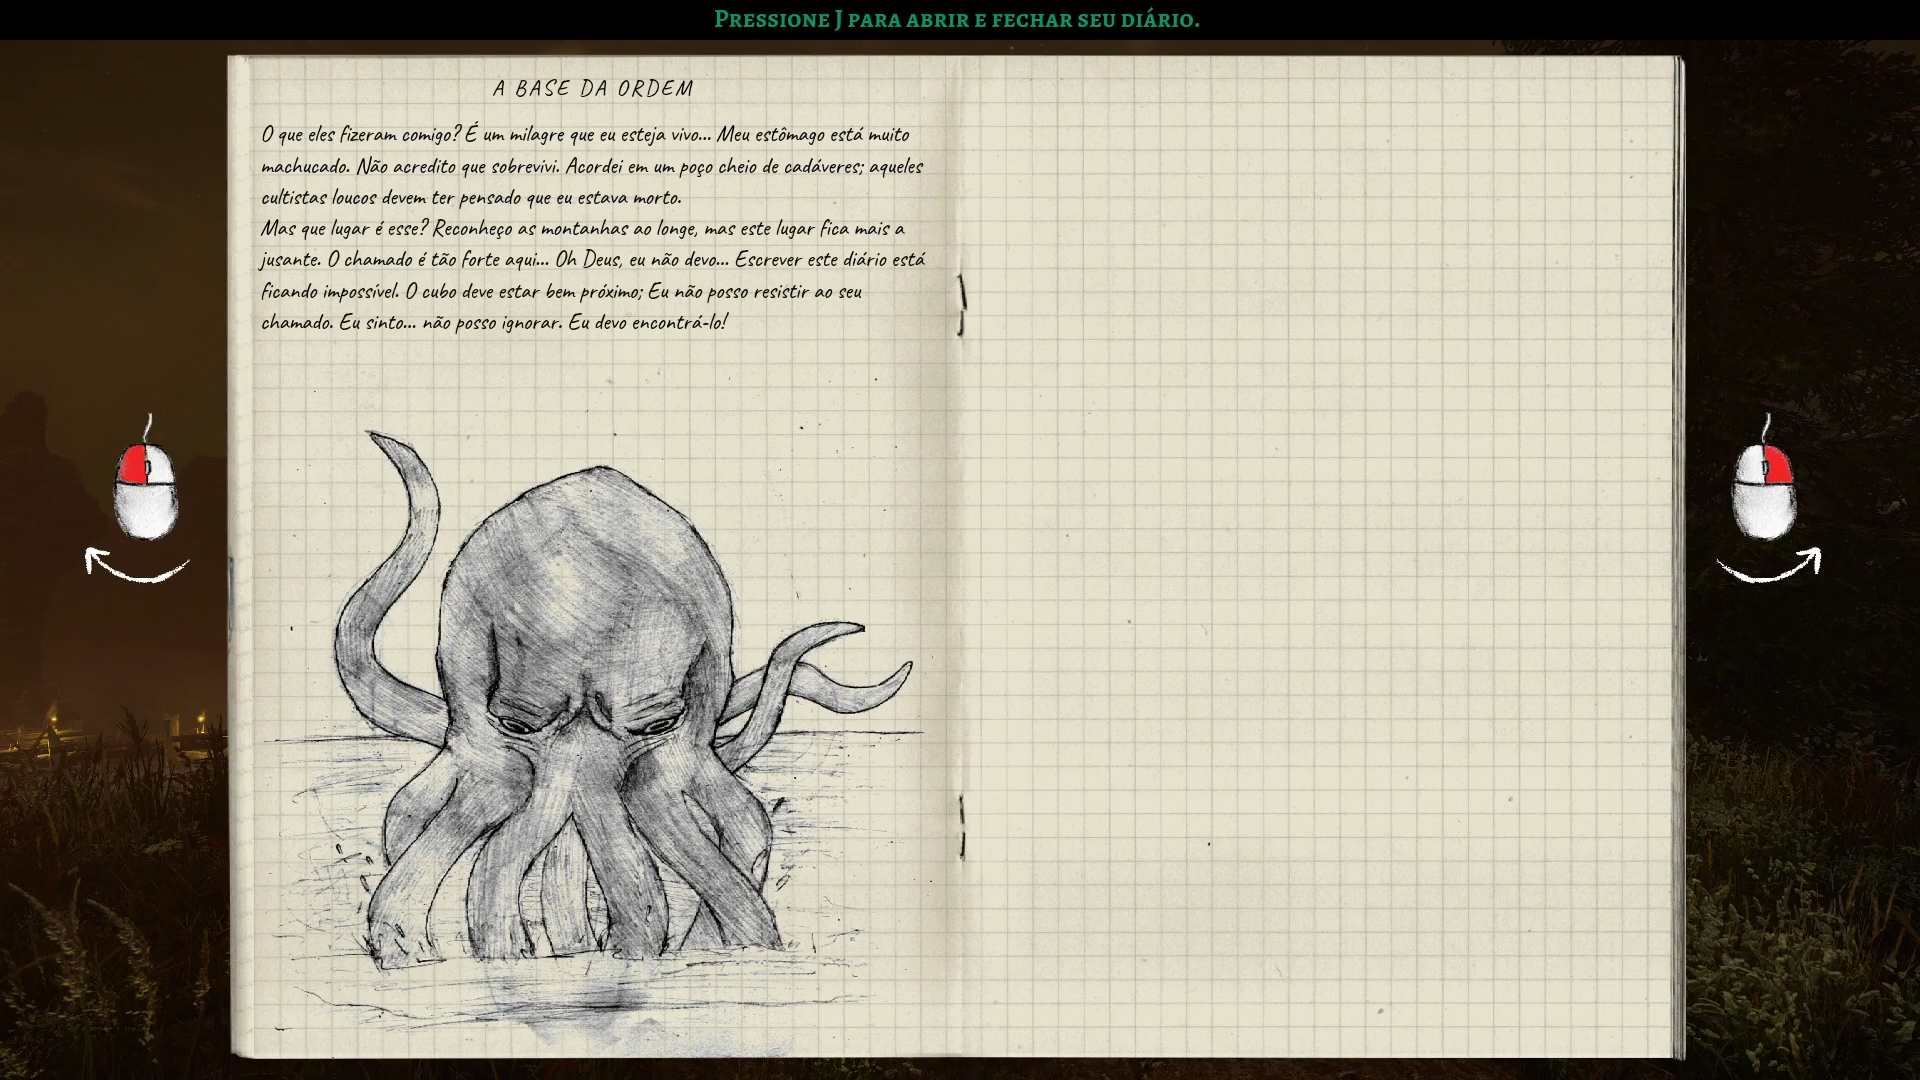 Pressione J para abrir e fechar seu diário.
A BASE DA ORDEM
O que eles fizeram comigo? É um milagre que eu esteja vivo... Meu estômago está muito
machucado. Não acredito que sobrevivi. Acordei em um poço cheio de cadáveres; aqueles
cultistas loucos devem ter pensado que eu estava morto.
Mas que lugar é esse? Reconheço as montanhas ao longe, mas este lugar fica mais a
jusante. O chamado é tão forte aqui... Oh Deus, eu não devo... Escrever este diário está
ficando impossível. O cubo deve estar bem próximo; Eu não posso resistir ao seu
chamado. Eu sinto... não posso ignorar. Eu devo encontrá-lo!